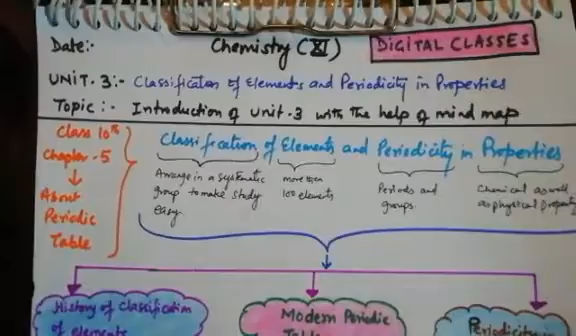 Date:- Chemistry (XI) DIGITAL CLASSES
UNIT.3:- Classification of Elements and Periodicity in Properties
Topic:- Introduction of unit.3 with the help of mind map
Class 10th
Chapter-5
About
Periodic
Table
Classification of Elements and Periodicity in Properties
Arrange in a systematic
group to make study
easy
more than
100 elements
Periods and
groups.
Chemical as well
as physical property
History of Classification
of elements
Modern Periodic
Table
Periodicity in